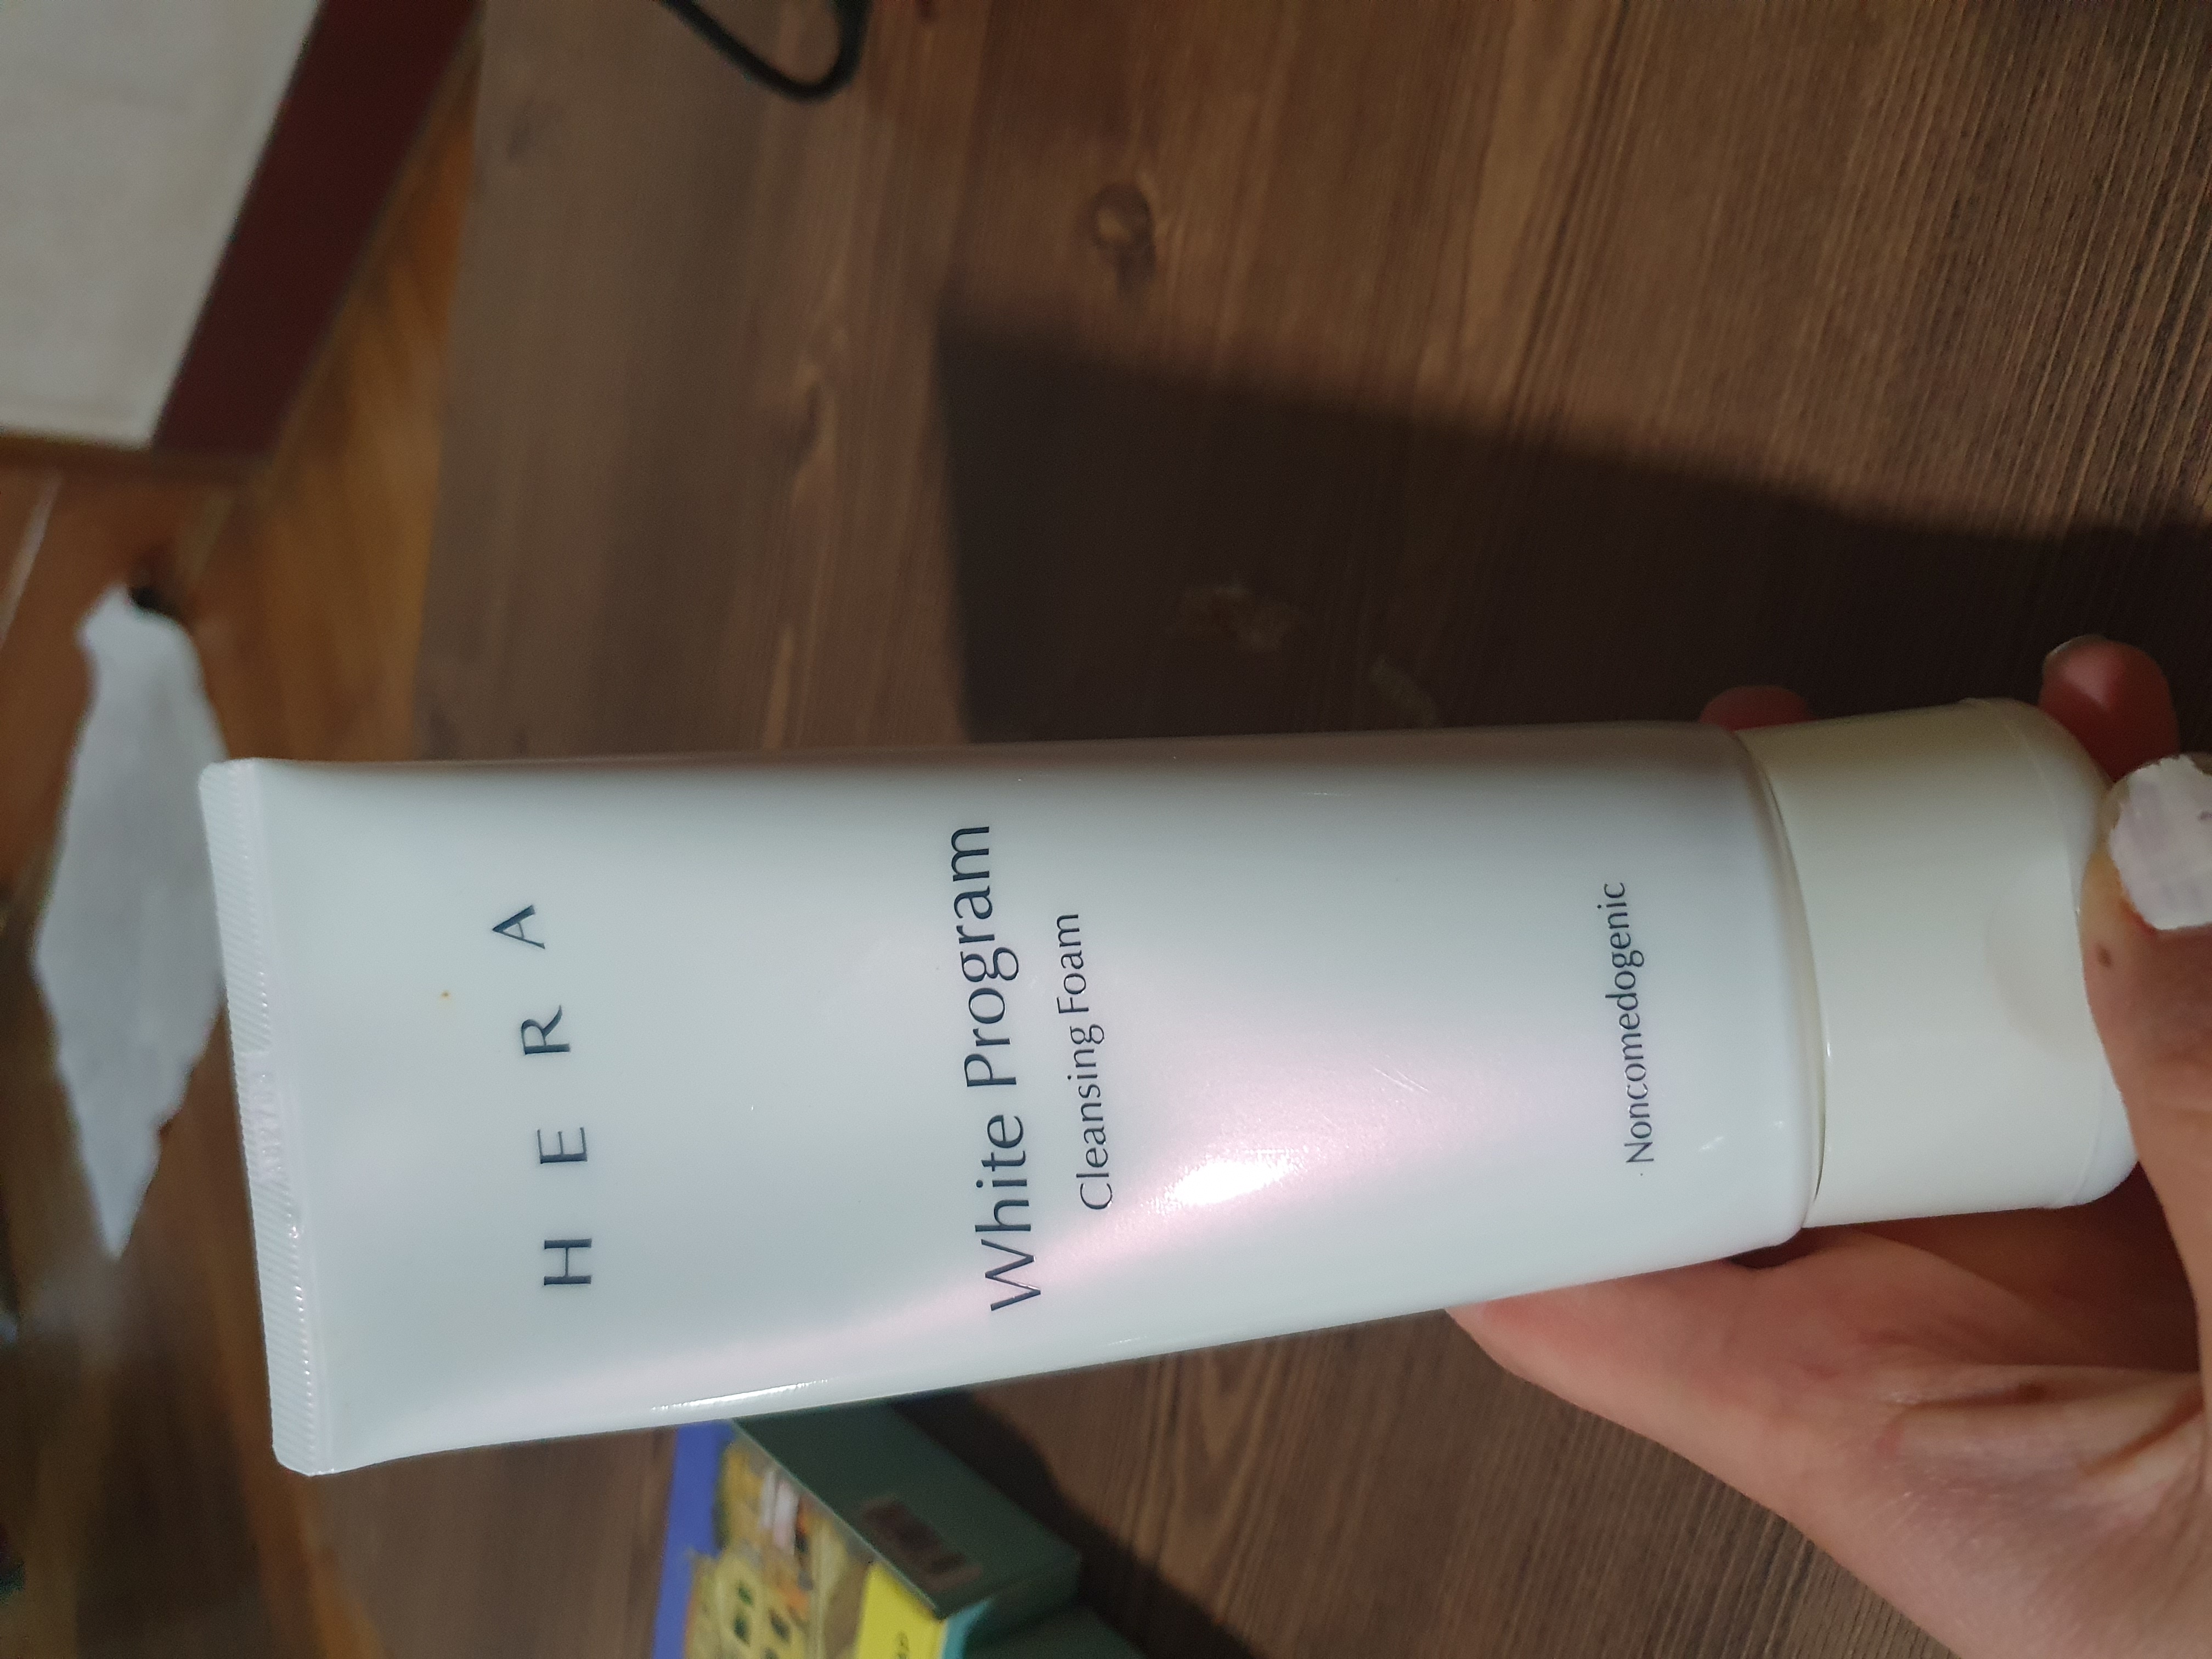 HERA
White Program
Cleansing Foam
Noncomedogenic